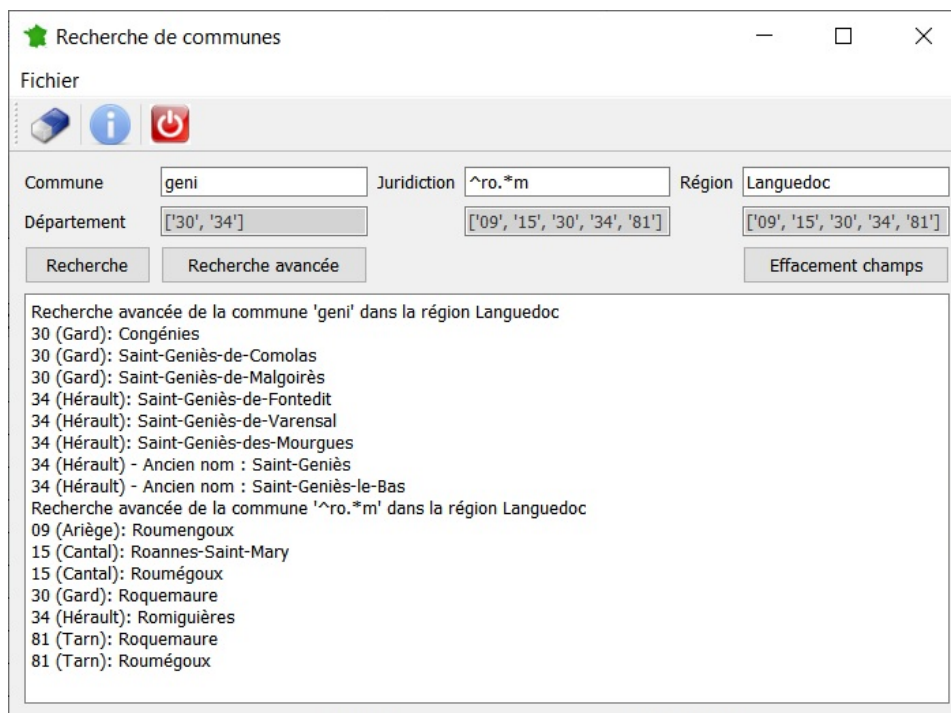 Recherche de communes
Fichier
Commune geni Juridiction ^ro.*m Région Languedoc
Département ['30', '34'] ['09', '15', '30', '34', '81'] ['09', '15', '30', '34', '81']
Recherche Recherche avancée Effacement champs
Recherche avancée de la commune 'geni' dans la région Languedoc
30 (Gard): Congénies
30 (Gard): Saint-Geniès-de-Comolas
30 (Gard): Saint-Geniès-de-Malgoirès
34 (Hérault): Saint-Geniès-de-Fontedit
34 (Hérault): Saint-Geniès-de-Varensal
34 (Hérault): Saint-Geniès-des-Mourgues
34 (Hérault) - Ancien nom : Saint-Geniès
34 (Hérault) - Ancien nom : Saint-Geniès-le-Bas
Recherche avancée de la commune '^ro.*m' dans la région Languedoc
09 (Ariège): Roumengoux
15 (Cantal): Roannes-Saint-Mary
15 (Cantal): Roumégoux
30 (Gard): Roquemaure
34 (Hérault): Romiguières
81 (Tarn): Roquemaure
81 (Tarn): Roumégoux